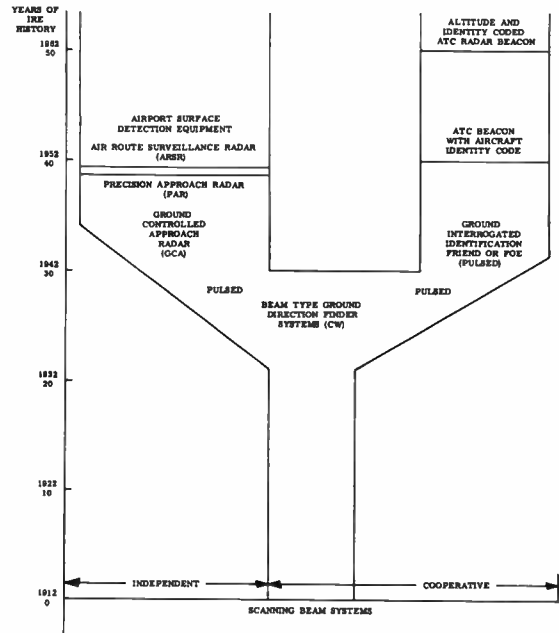 YEARS OF
IRE
HISTORY
1962
50
ALTITUDE AND
IDENTITY CODED
ATC RADAR BEACON
AIRPORT SURFACE
DETECTION EQUIPMENT
AIR ROUTE SURVEILLANCE RADAR
(ARSR)
ATC BEACON
WITH AIRCRAFT
IDENTITY CODE
1952
40
PRECISION APPROACH RADAR
(PAR)
GROUND
CONTROLLED
APPROACH
RADAR
(GCA)
GROUND
INTERROGATED
IDENTIFICATION
FRIEND OR FOE
(PULSED)
1942
30
PULSED
PULSED
BEAM TYPE GROUND
DIRECTION FINDER
SYSTEMS (CW)
1932
20
1922
10
INDEPENDENT
COOPERATIVE
1912
0
SCANNING BEAM SYSTEMS